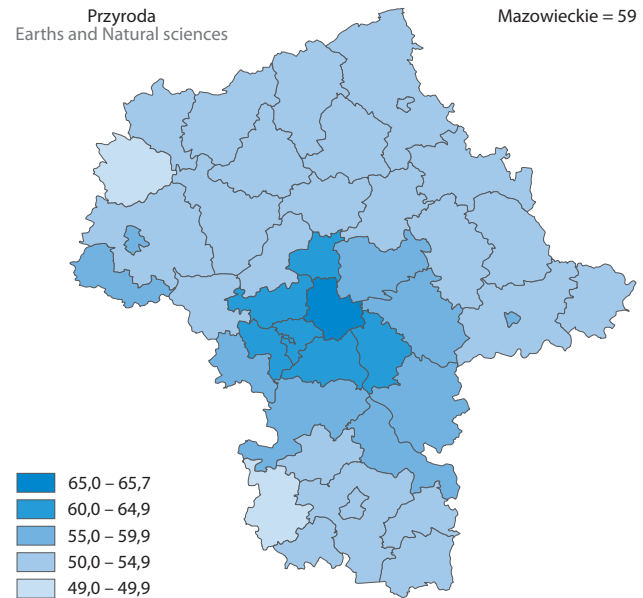 Przyroda
Earths and Natural sciences
Mazowieckie = 59
65,0 – 65,7
60,0 – 64,9
55,0 – 59,9
50,0 – 54,9
49,0 – 49,9